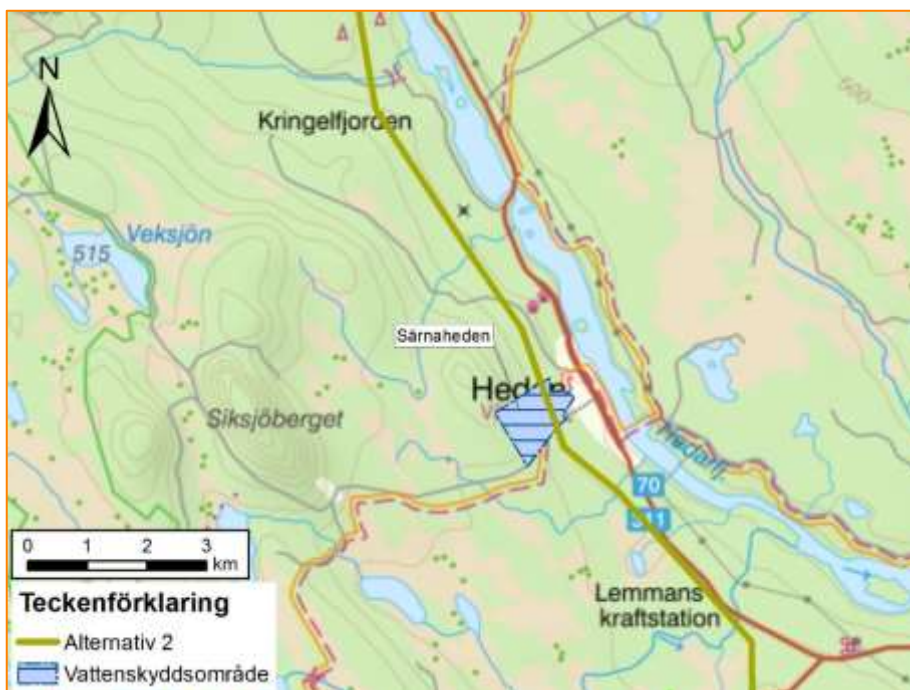 N
Kringelfjorden
Veksjön
515
500
Särnaheden
Siksjöberget
70
311
Lemmans
kraftstation
0 1 2 3
km
Teckenförklaring
Alternativ 2
Vattenskyddsområde